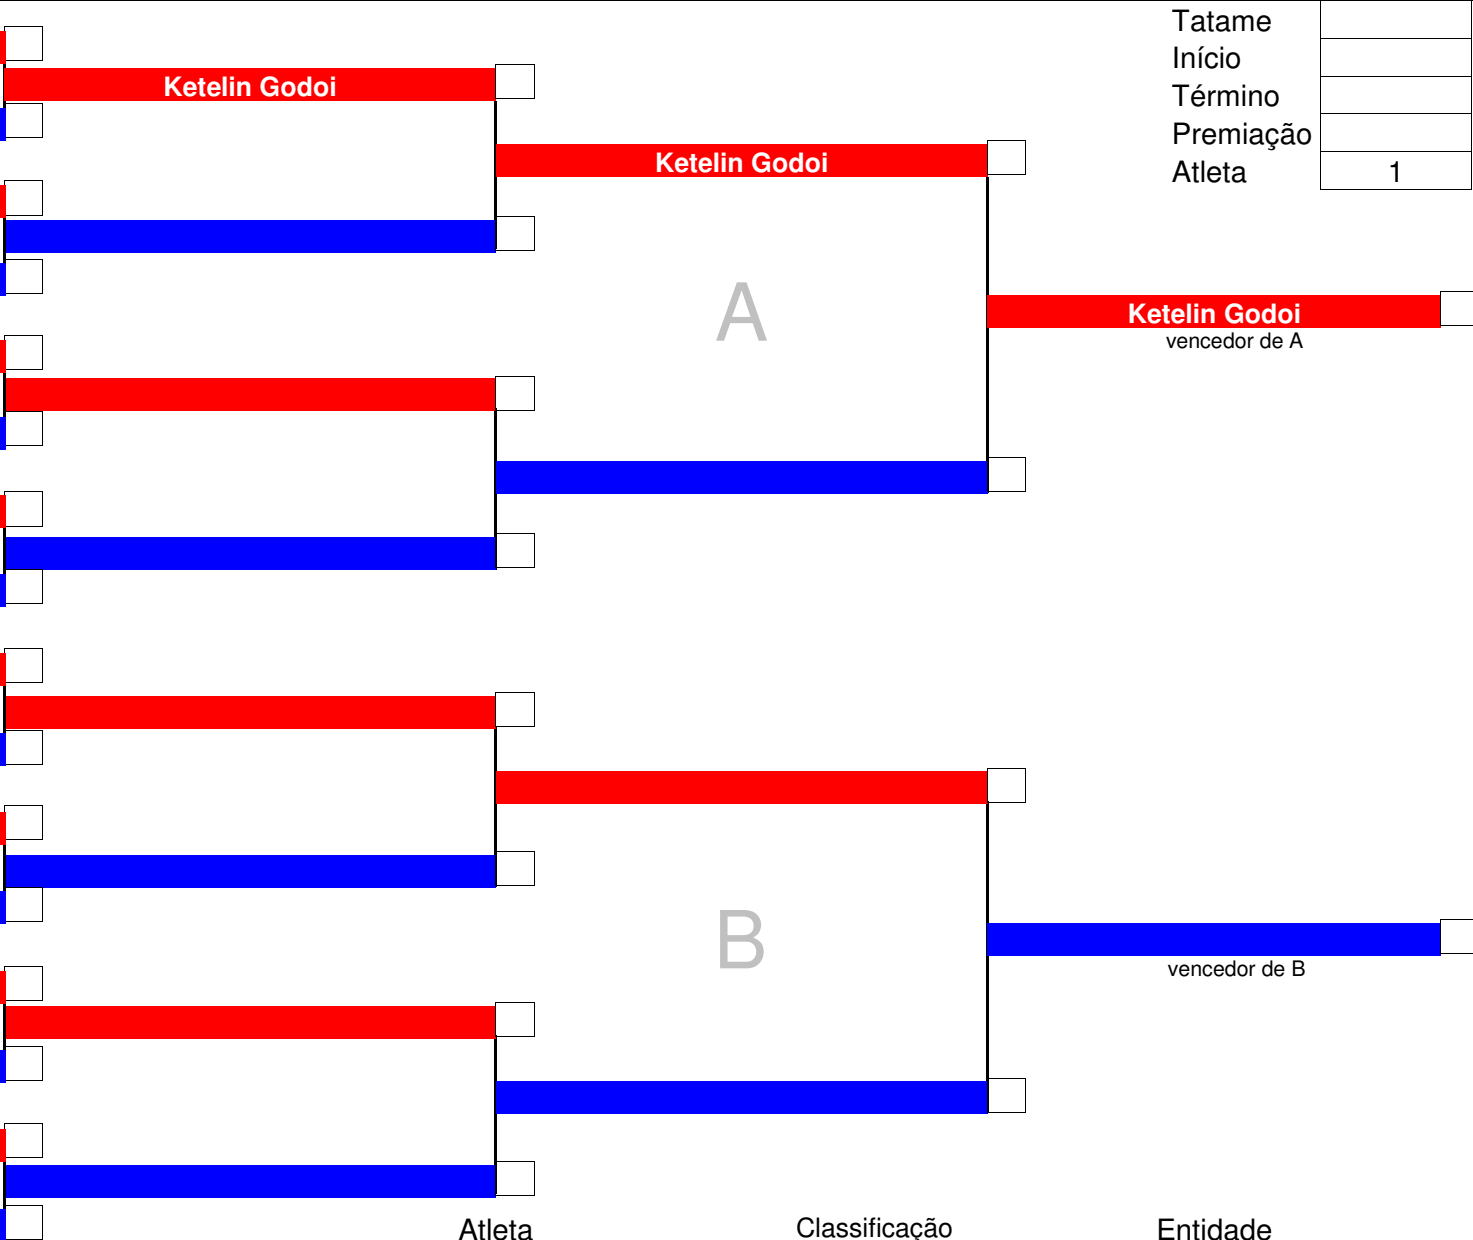 Tatame
Início
Término
Premiação
Atleta 1
Ketelin Godoi
Ketelin Godoi
A
Ketelin Godoi
vencedor de A
B
vencedor de B
Atleta Classificação Entidade